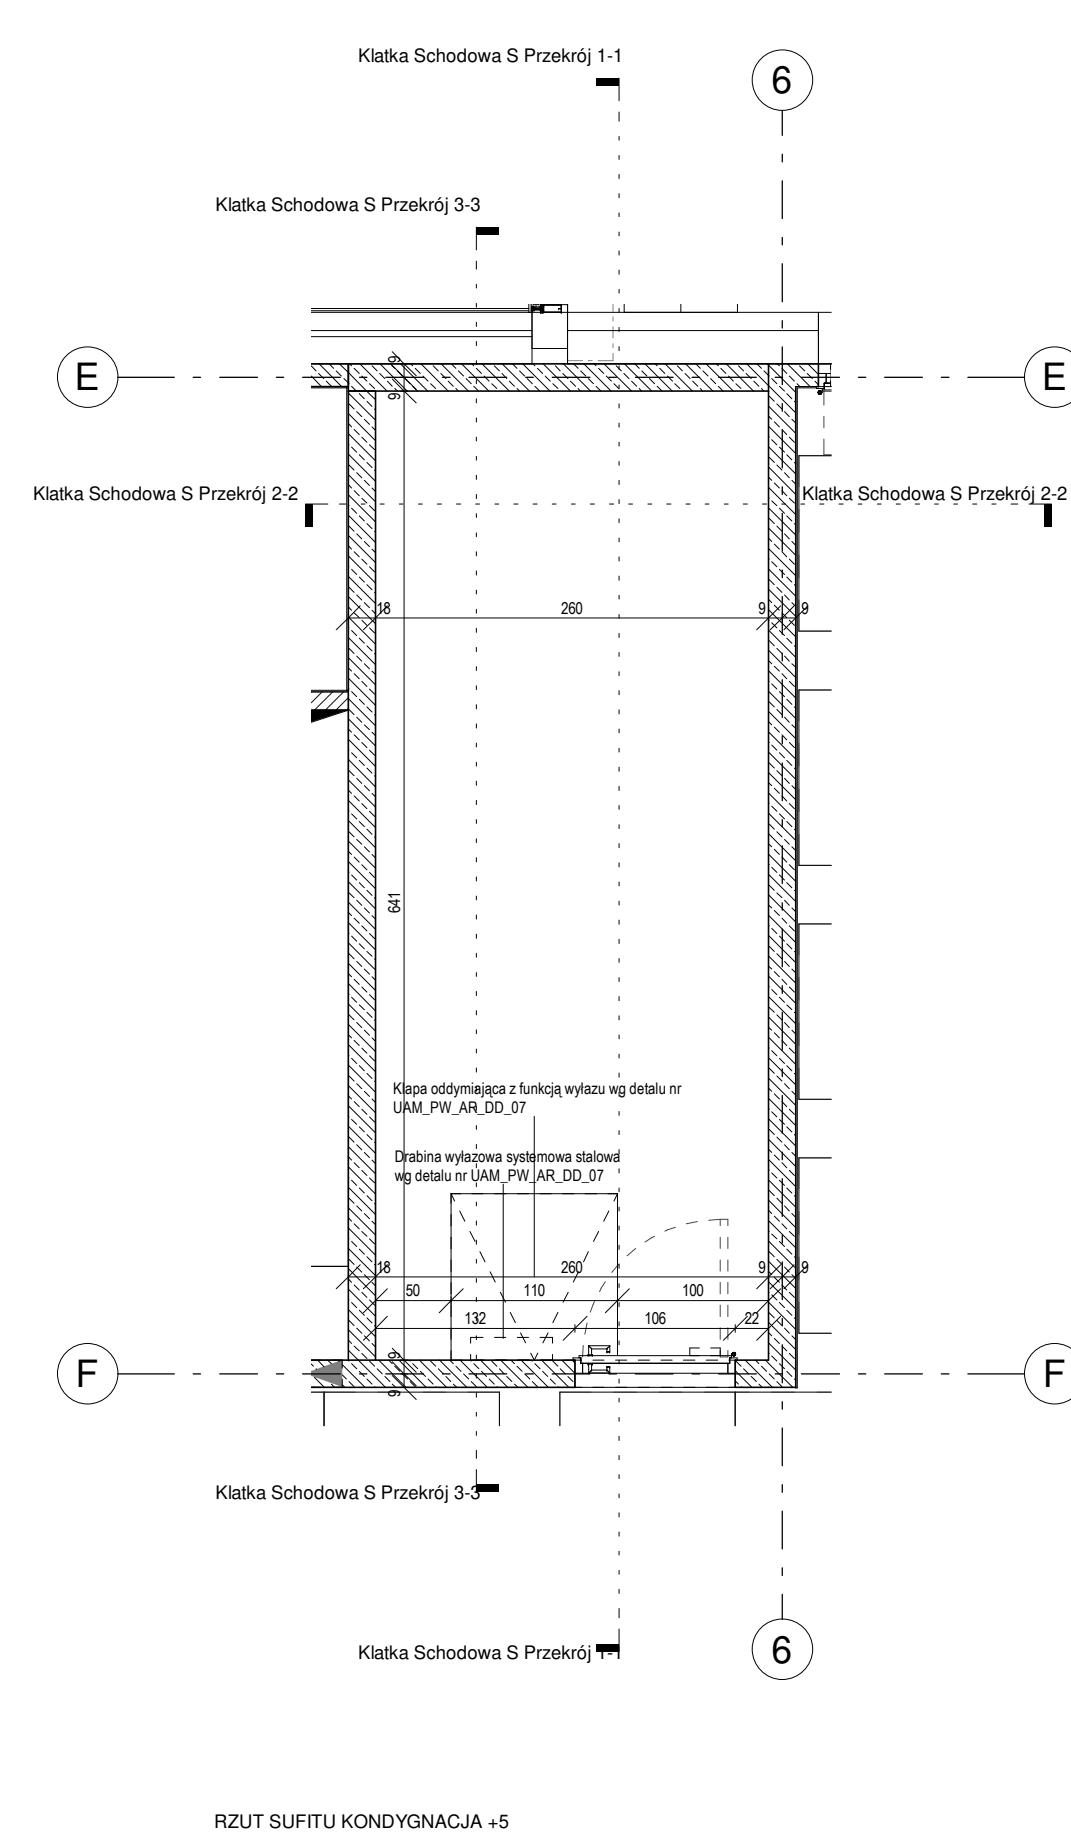 Klatka Schodowa S Przekrój 1-1
6
Klatka Schodowa S Przekrój 3-3
9
E
E
9
Klatka Schodowa S Przekrój 2-2
Klatka Schodowa S Przekrój 2-2
18
260
9
9
641
Klapa oddymiająca z funkcją wyłazu wg detalu nr
UAM_PW_AR_DD_07
Drabina wyłazowa systemowa stalowa
wg detalu nr UAM_PW_AR_DD_07
18
260
9
9
50
110
100
132
106
22
9
F
F
9
Klatka Schodowa S Przekrój 3-3
Klatka Schodowa S Przekrój 1-1
6
RZUT SUFITU KONDYGNACJA +5